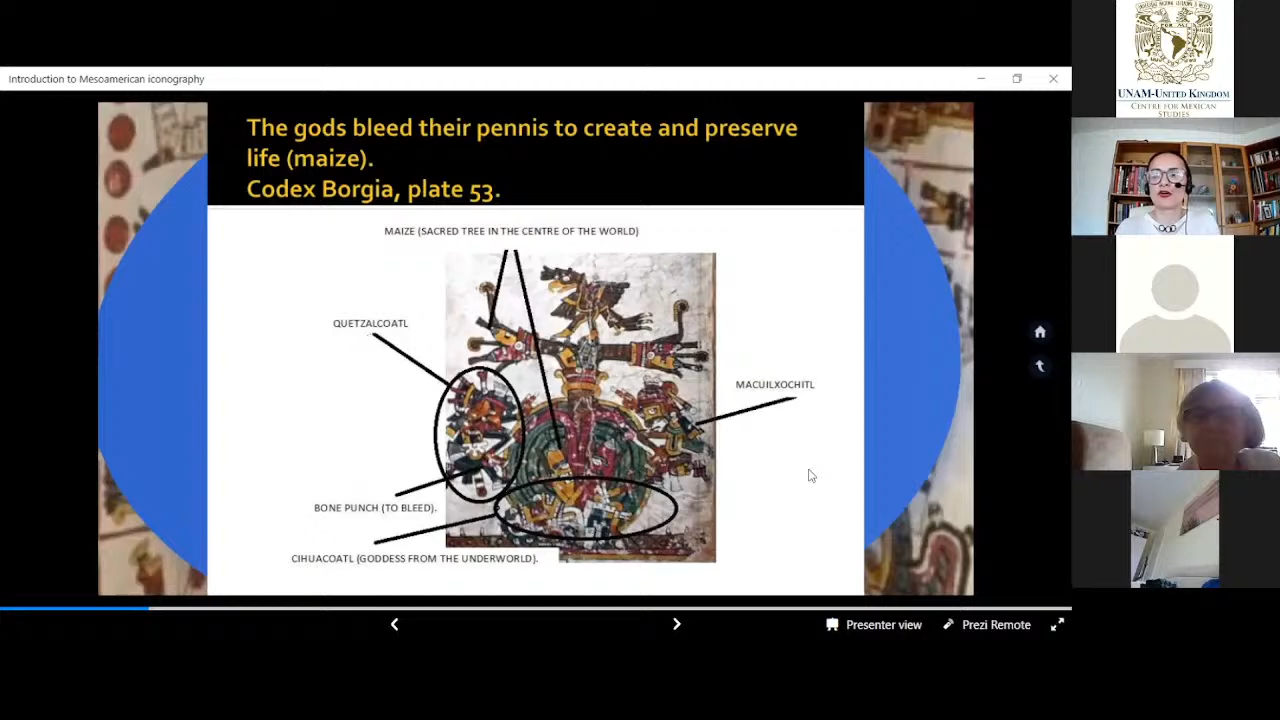 Introduction to Mesoamerican iconography
The gods bleed their pennis to create and preserve
life (maize).
Codex Borgia, plate 53.
MAIZE (SACRED TREE IN THE CENTRE OF THE WORLD)
QUETZALCOATL
MACUILXOCHITL
BONE PUNCH (TO BLEED).
CIHUACOATL (GODDESS FROM THE UNDERWORLD).
Presenter view
Prezi Remote
UNAM-UNITED KINGDOM
CENTRE FOR MEXICAN
STUDIES